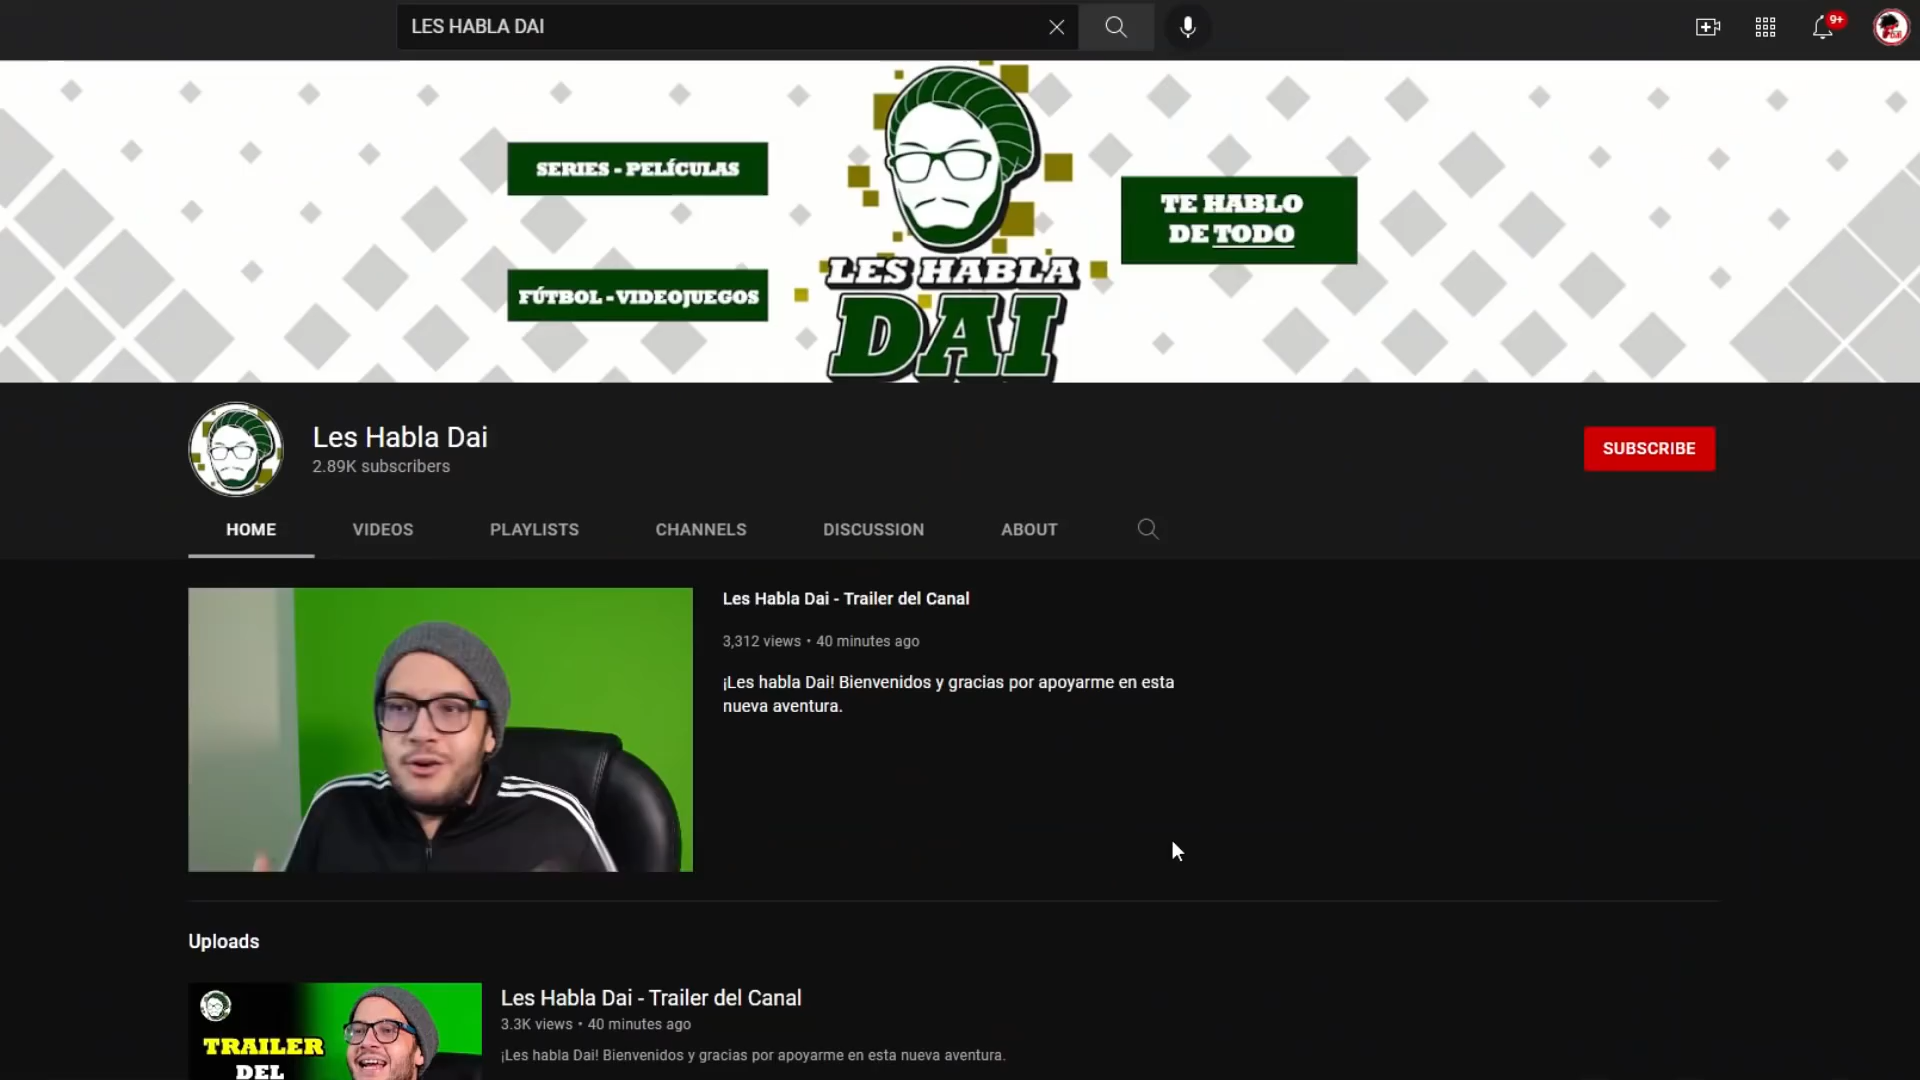 LES HABLA DAI
9+
SERIES - PELÍCULAS
FÚTBOL - VIDEOJUEGOS
LES HABLA
DAI
TE HABLO
DE TODO
Les Habla Dai
2.89K subscribers
SUBSCRIBE
HOME
VIDEOS
PLAYLISTS
CHANNELS
DISCUSSION
ABOUT
Les Habla Dai - Trailer del Canal
3,312 views • 40 minutes ago
¡Les habla Dai! Bienvenidos y gracias por apoyarme en esta
nueva aventura.
Uploads
TRAILER
DEL
Les Habla Dai - Trailer del Canal
3.3K views • 40 minutes ago
¡Les habla Dai! Bienvenidos y gracias por apoyarme en esta nueva aventura.